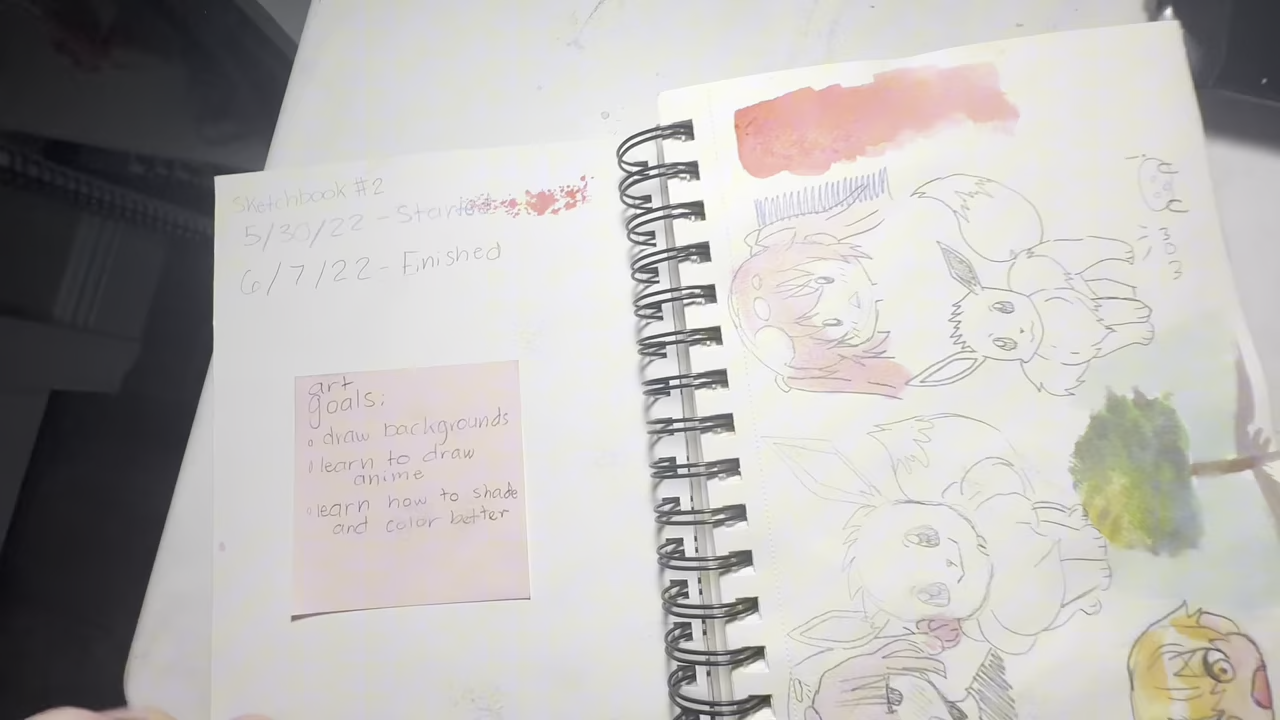 Sketchbook #2
5/30/22 - Started
6/7/22 - Finished
art
goals:
draw backgrounds
learn to draw
anime
learn how to shade
and color better
mom